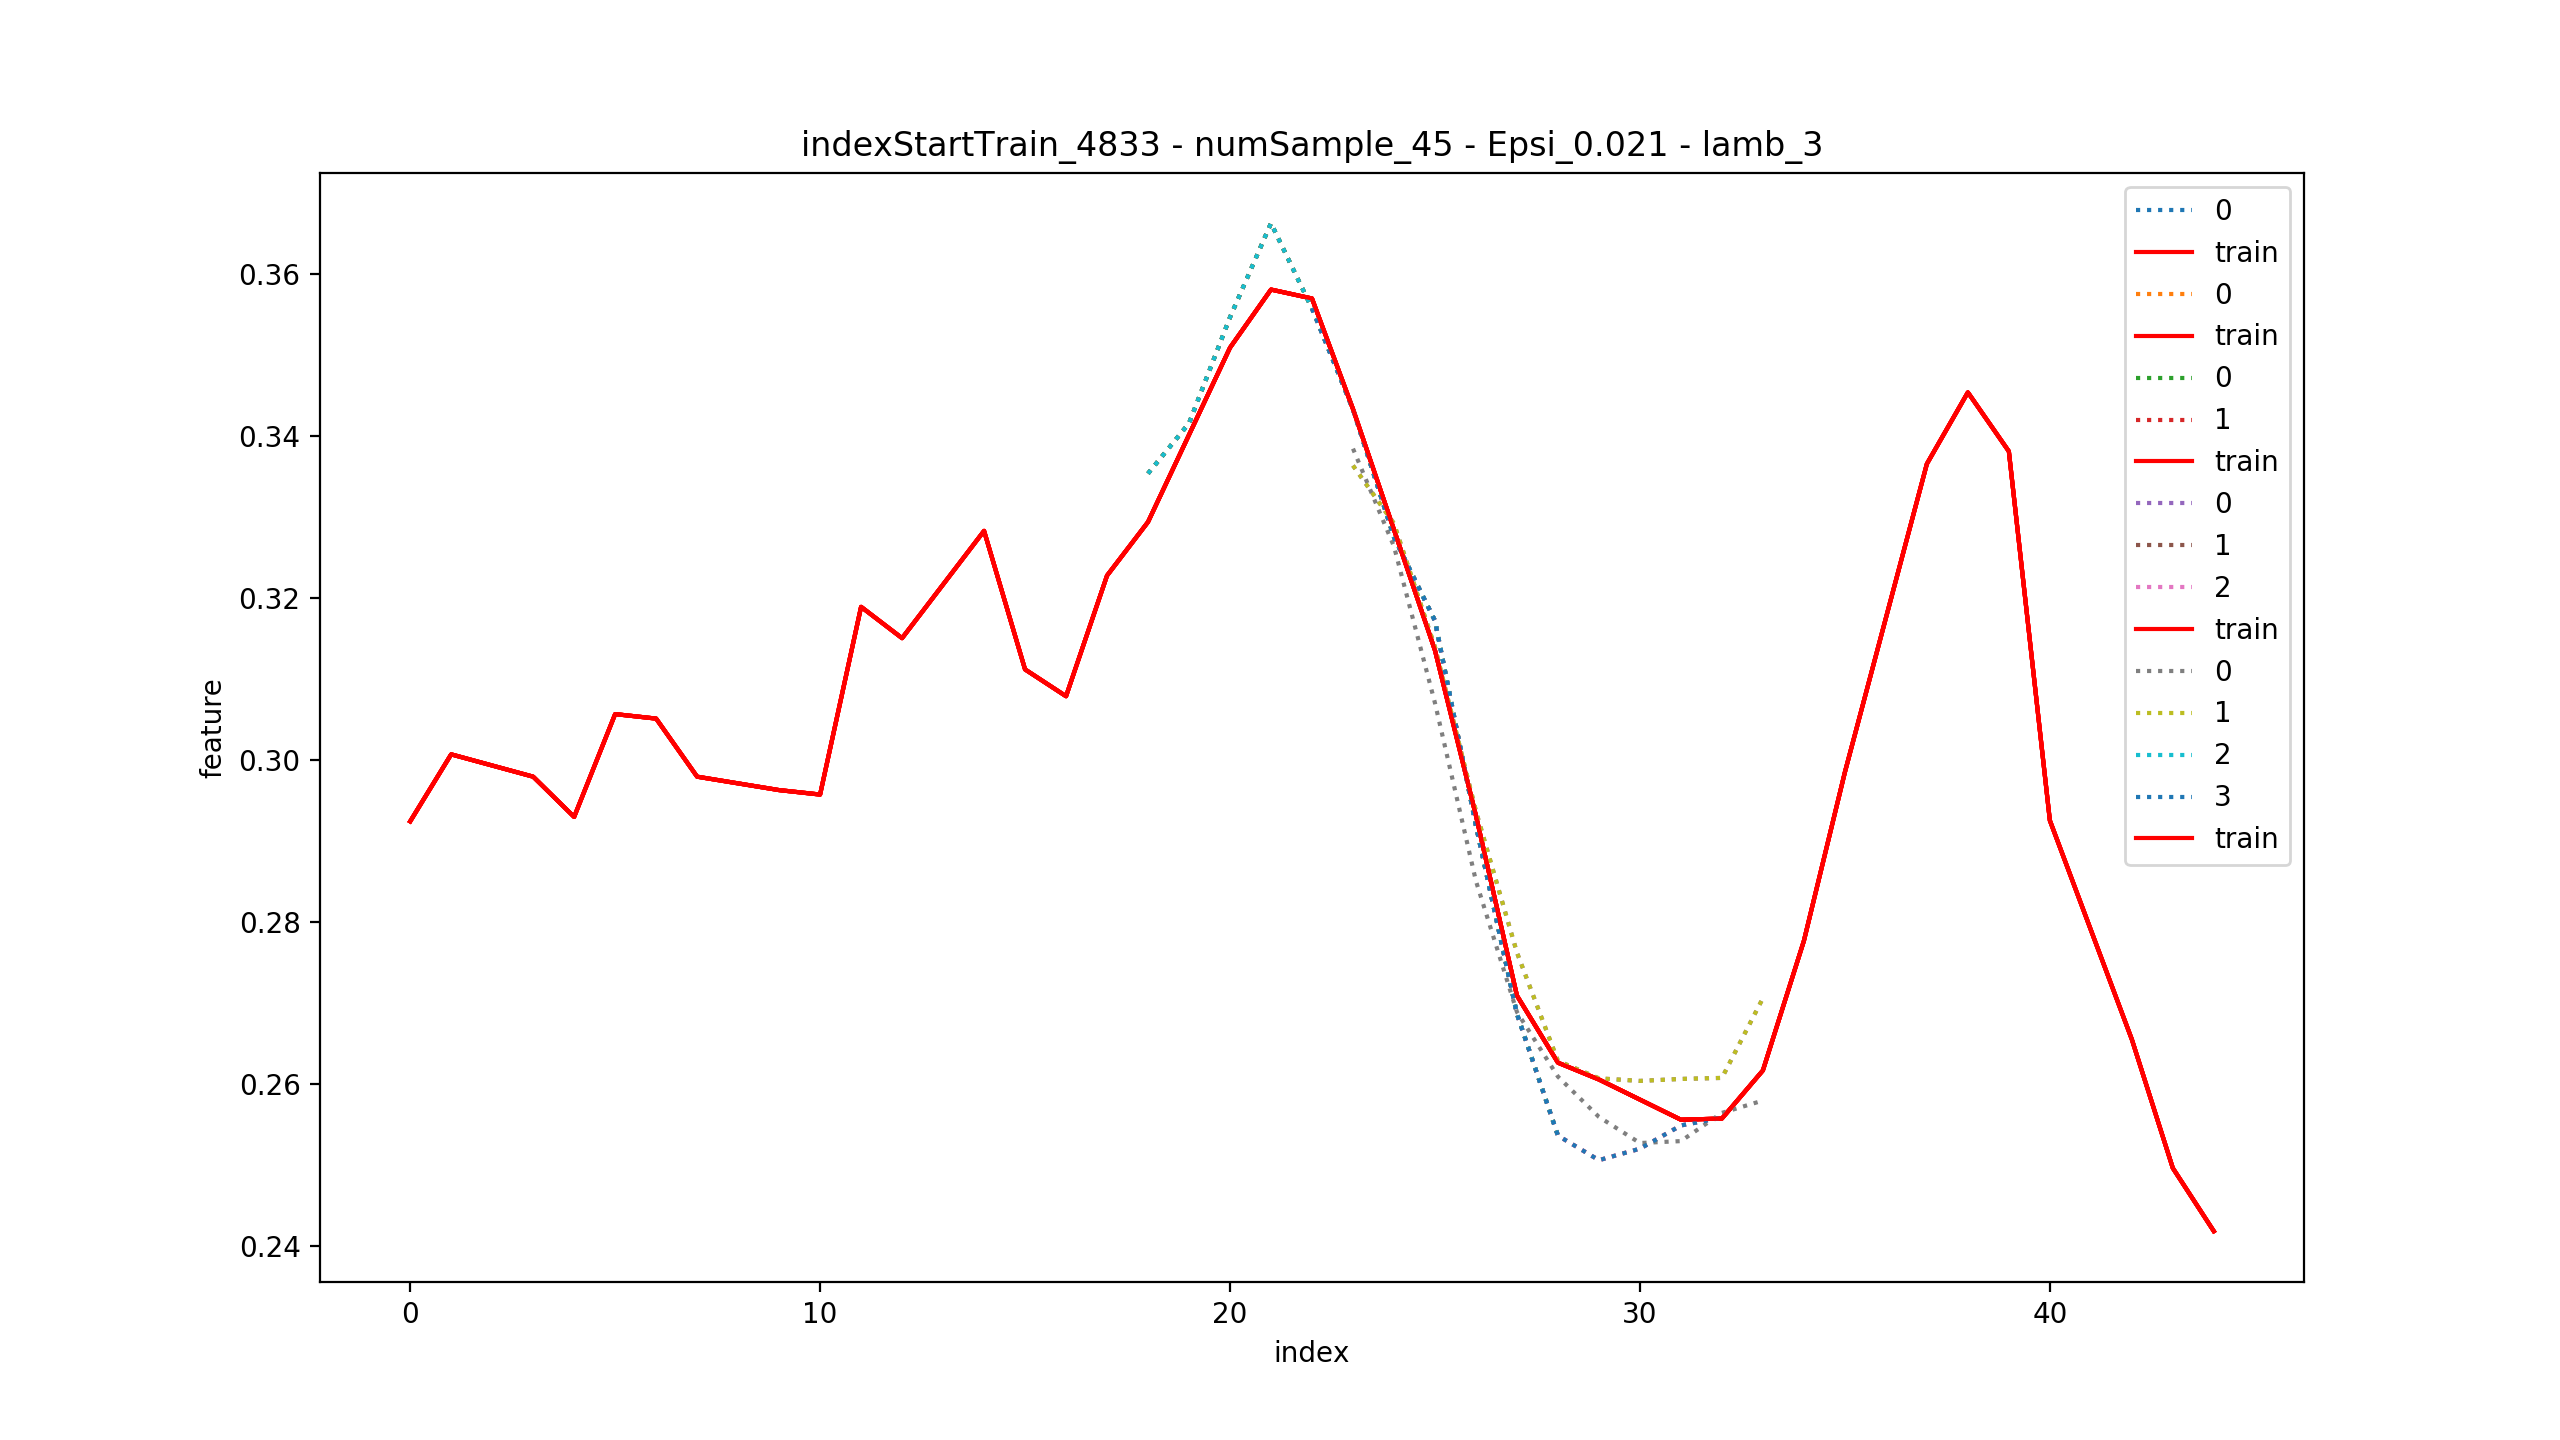 indexStartTrain_4833 - numSample_45 - Epsi_0.021 - lamb_3
0
train
0
train
0
1
train
0
1
2
train
0
1
2
3
train
0.36
0.34
0.32
0.30
0.28
0.26
0.24
feature
0 10 20 30 40
index